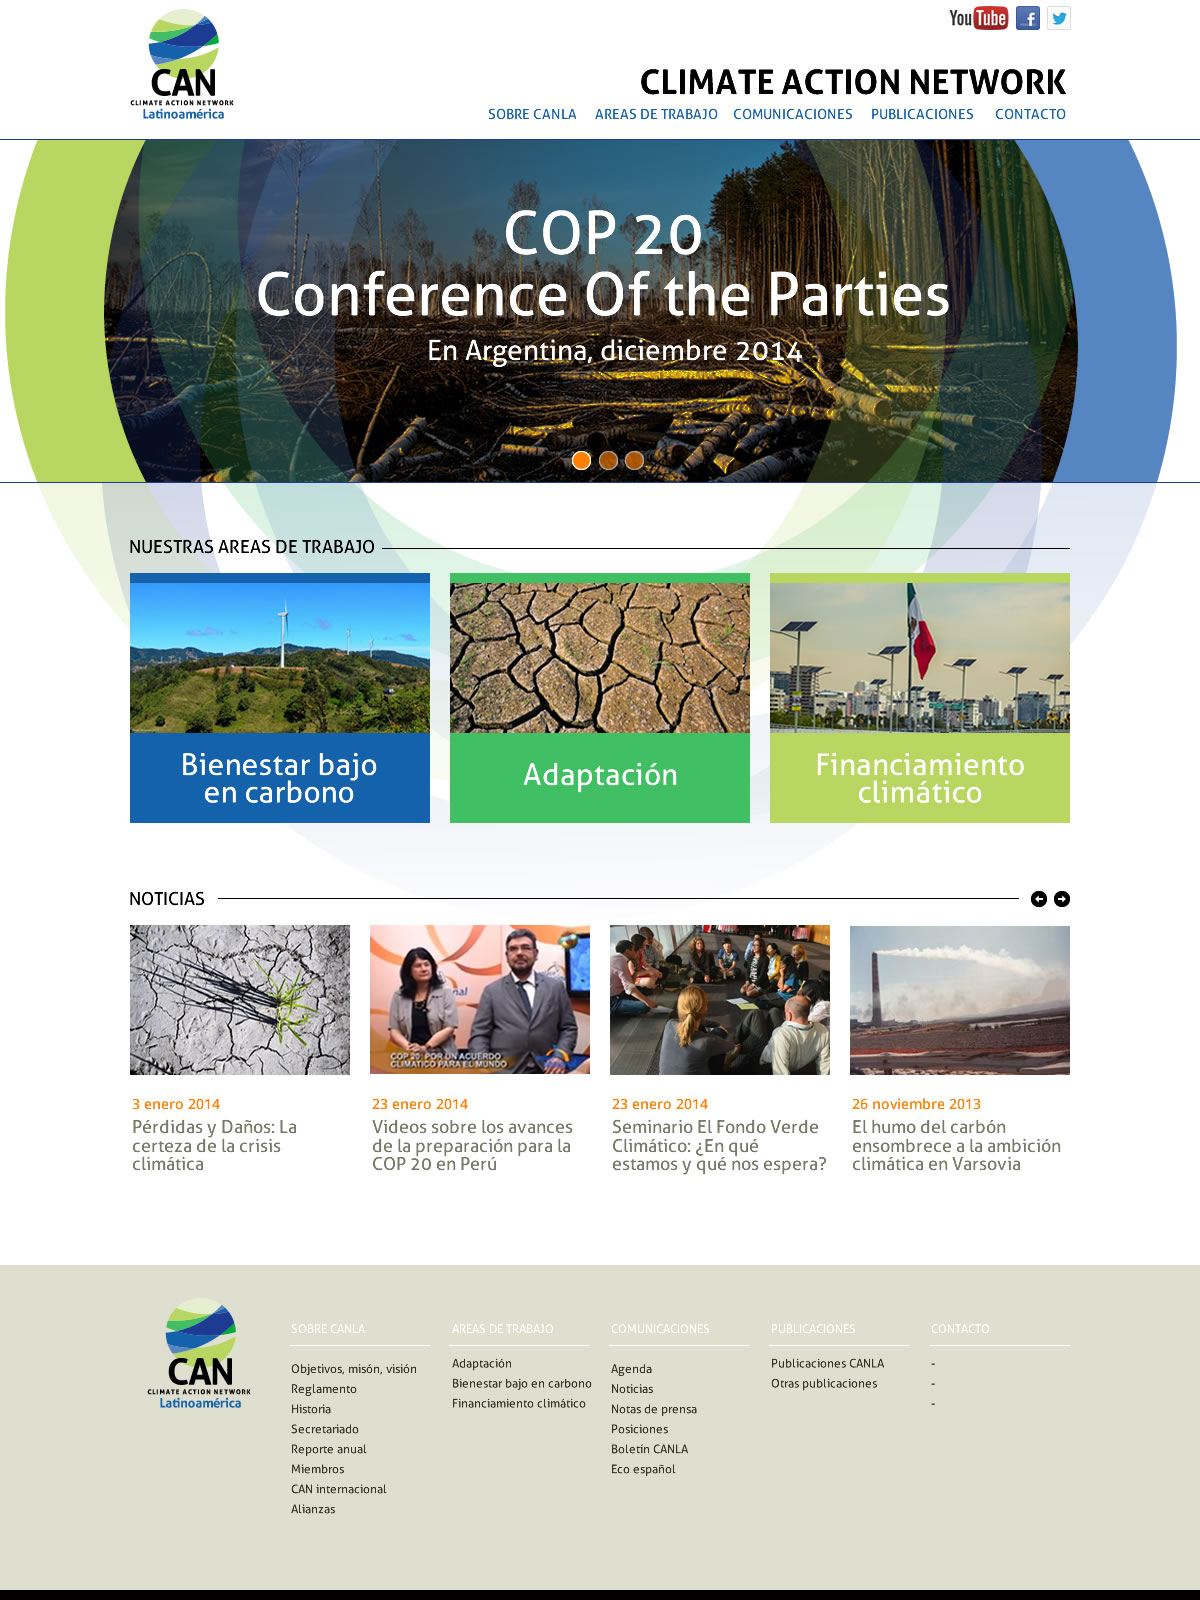 CAN
CLIMATE ACTION NETWORK
Latinoamérica
YouTube
f
CLIMATE ACTION NETWORK
SOBRE CANLA AREAS DE TRABAJO COMUNICACIONES PUBLICACIONES CONTACTO
COP 20
Conference Of the Parties
En Argentina, diciembre 2014
NUESTRAS AREAS DE TRABAJO
Bienestar bajo
en carbono
Adaptación
Financiamiento
climático
NOTICIAS
COP 20: POR UN ACUERDO
CLIMATICO PARA EL MUNDO
3 enero 2014
Pérdidas y Daños: La
certeza de la crisis
climática
23 enero 2014
Videos sobre los avances
de la preparación para la
COP 20 en Perú
23 enero 2014
Seminario El Fondo Verde
Climático: ¿En qué
estamos y qué nos espera?
26 noviembre 2013
El humo del carbón
ensombrece a la ambición
climática en Varsovia
CAN
CLIMATE ACTION NETWORK
Latinoamérica
SOBRE CANLA
Objetivos, misón, visión
Reglamento
Historia
Secretariado
Reporte anual
Miembros
CAN internacional
Alianzas
AREAS DE TRABAJO
Adaptación
Bienestar bajo en carbono
Financiamiento climático
COMUNICACIONES
Agenda
Noticias
Notas de prensa
Posiciones
Boletin CANLA
Eco español
PUBLICACIONES
Publicaciones CANLA
Otras publicaciones
CONTACTO
-
-
-